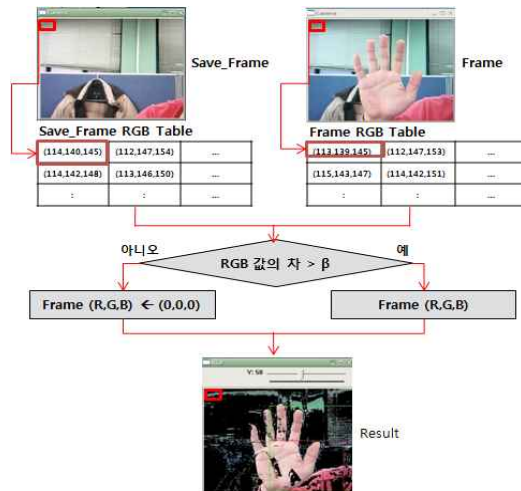 Save_Frame
Frame
Save_Frame RGB Table
(114,140,145) (112,147,154) ...
(114,142,148) (113,146,150) ...
: : ...
Frame RGB Table
(113,139,145) (112,147,153) ...
(115,143,147) (114,142,151) ...
: : ...
아니오
RGB 값의 차 > β
예
Frame (R,G,B) ← (0,0,0)
Frame (R,G,B)
V: 58
Result